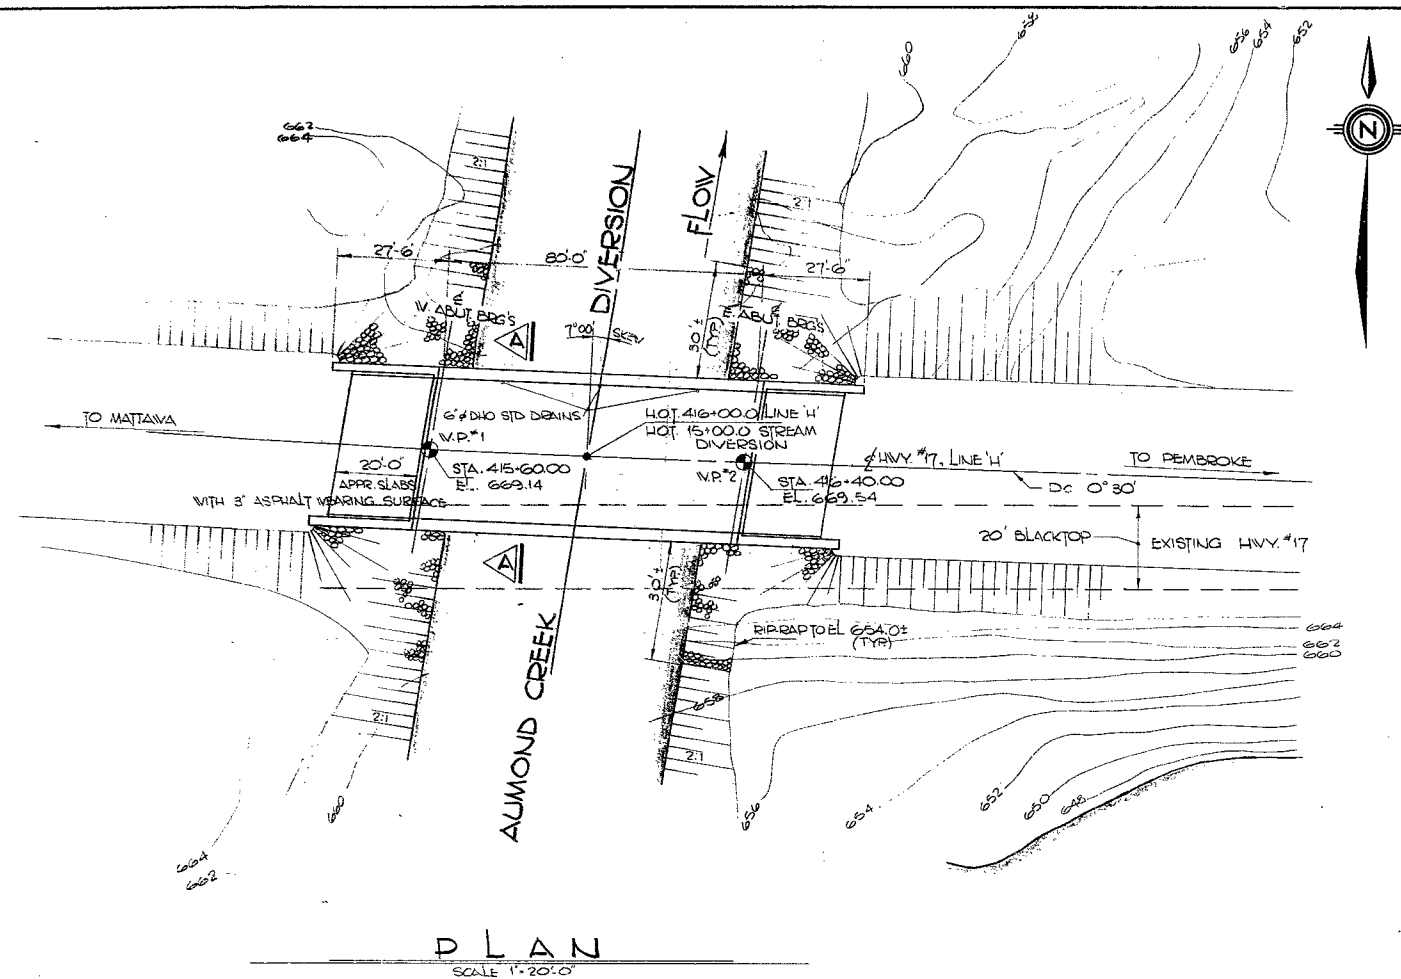 658
660
656
654
652
N
662
664
2:1
2:1
DIVERSION
FLOW
27'-6"
80'-0"
27'-6"
W. ABUT. BRG'S
E. ABUT. BRG'S
7°00' SKEW
30'±
(TYP)
A
TO MATTAWA
6"φ DHO STD DRAINS
H.O.T. 416+00.0 LINE 'H'
H.O.T. 15+00.0 STREAM
DIVERSION
W.P. #1
20'-0"
APPR. SLABS
STA. 415+60.00
EL. 669.14
W.P. #2
STA. 416+40.00
EL. 669.54
℄ HWY. #17, LINE 'H'
TO PEMBROKE
Dc 0°30'
WITH 3" ASPHALT WEARING SURFACE
20' BLACKTOP
EXISTING HWY. #17
A
30'±
(TYP)
RIP-RAP TO EL 654.0±
(TYP)
664
662
660
658
2:1
2:1
AUMOND CREEK
660
656
654
652
650
648
664
662
PLAN
SCALE 1"=20'-0"